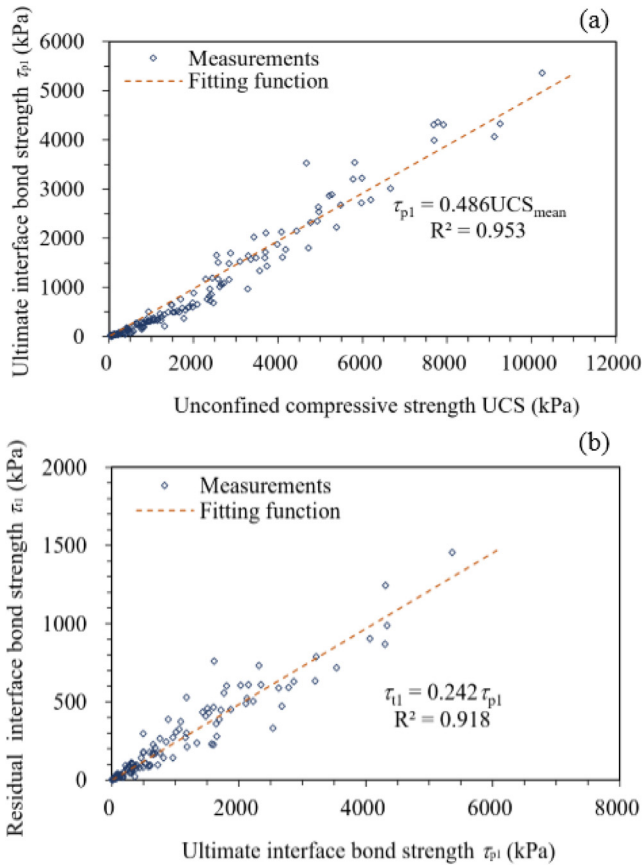 (a)
6000
5000
4000
3000
2000
1000
0
Ultimate interface bond strength τp1 (kPa)
Measurements
Fitting function
τp1 = 0.486UCSmean
R² = 0.953
0 2000 4000 6000 8000 10000 12000
Unconfined compressive strength UCS (kPa)
(b)
2000
1500
1000
500
0
Residual interface bond strength τt1 (kPa)
Measurements
Fitting function
τt1 = 0.242τp1
R² = 0.918
0 2000 4000 6000 8000
Ultimate interface bond strength τp1 (kPa)